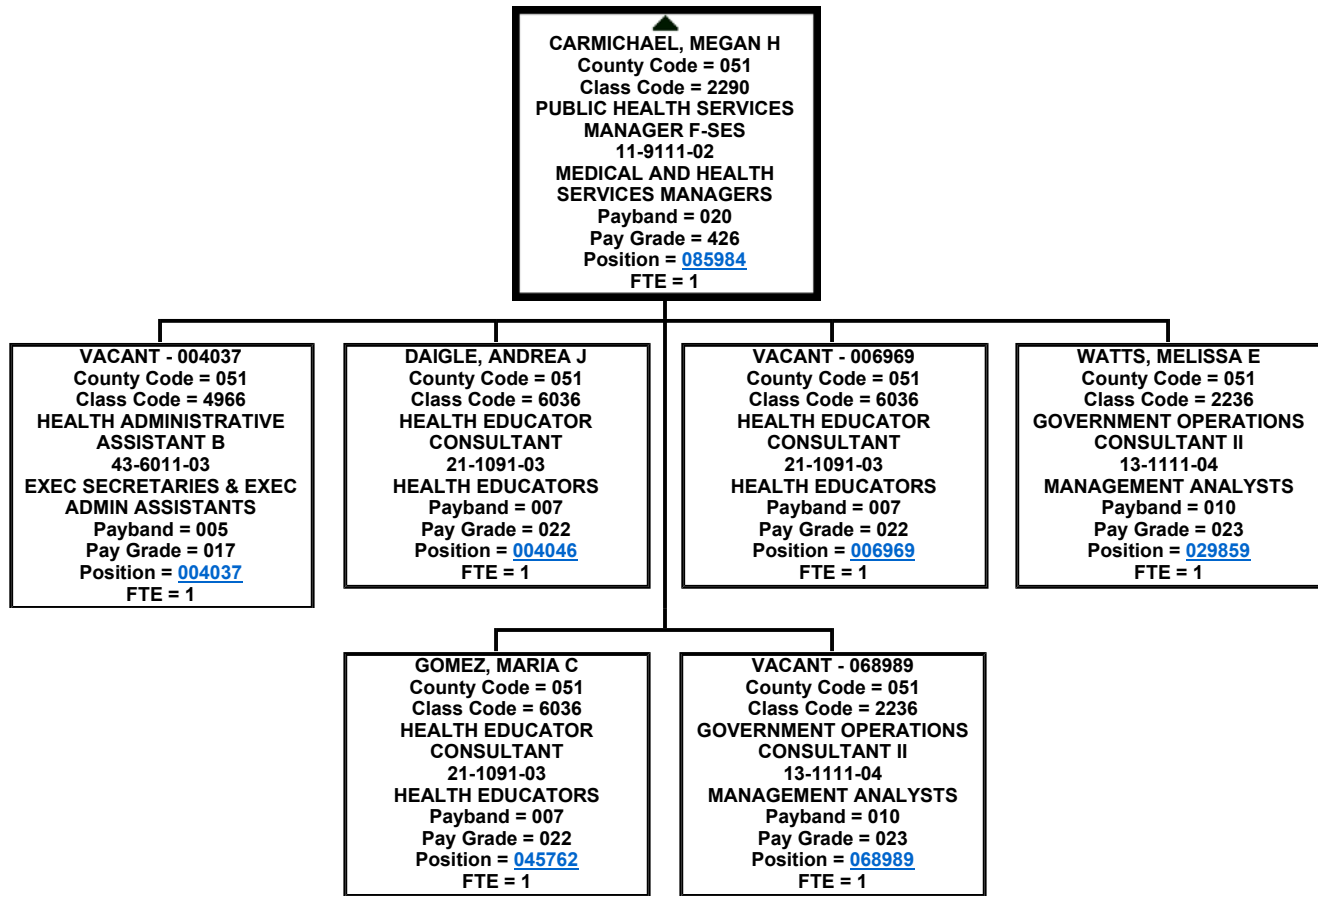 CARMICHAEL, MEGAN H
County Code = 051
Class Code = 2290
PUBLIC HEALTH SERVICES
MANAGER F-SES
11-9111-02
MEDICAL AND HEALTH
SERVICES MANAGERS
Payband = 020
Pay Grade = 426
Position = 085984
FTE = 1
VACANT - 004037
County Code = 051
Class Code = 4966
HEALTH ADMINISTRATIVE
ASSISTANT B
43-6011-03
EXEC SECRETARIES & EXEC
ADMIN ASSISTANTS
Payband = 005
Pay Grade = 017
Position = 004037
FTE = 1
DAIGLE, ANDREA J
County Code = 051
Class Code = 6036
HEALTH EDUCATOR
CONSULTANT
21-1091-03
HEALTH EDUCATORS
Payband = 007
Pay Grade = 022
Position = 004046
FTE = 1
VACANT - 006969
County Code = 051
Class Code = 6036
HEALTH EDUCATOR
CONSULTANT
21-1091-03
HEALTH EDUCATORS
Payband = 007
Pay Grade = 022
Position = 006969
FTE = 1
WATTS, MELISSA E
County Code = 051
Class Code = 2236
GOVERNMENT OPERATIONS
CONSULTANT II
13-1111-04
MANAGEMENT ANALYSTS
Payband = 010
Pay Grade = 023
Position = 029859
FTE = 1
GOMEZ, MARIA C
County Code = 051
Class Code = 6036
HEALTH EDUCATOR
CONSULTANT
21-1091-03
HEALTH EDUCATORS
Payband = 007
Pay Grade = 022
Position = 045762
FTE = 1
VACANT - 068989
County Code = 051
Class Code = 2236
GOVERNMENT OPERATIONS
CONSULTANT II
13-1111-04
MANAGEMENT ANALYSTS
Payband = 010
Pay Grade = 023
Position = 068989
FTE = 1